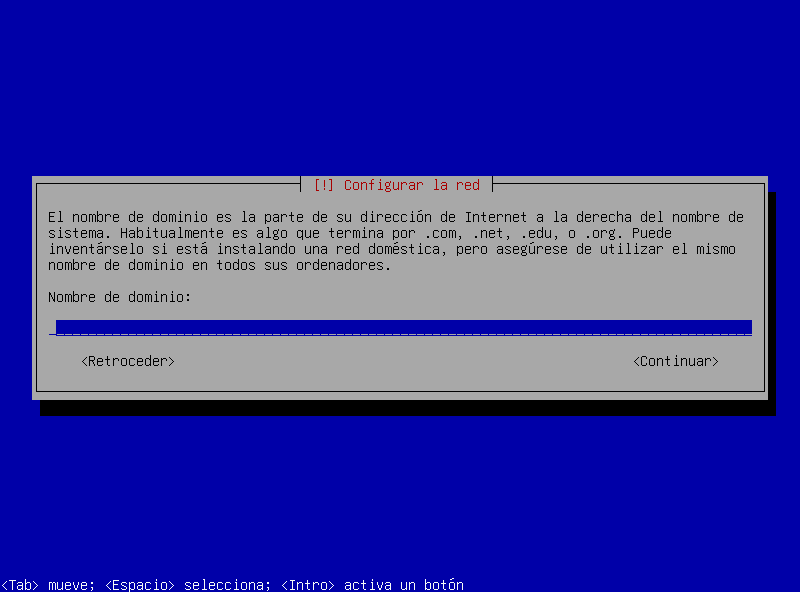 [!] Configurar la red
El nombre de dominio es la parte de su dirección de Internet a la derecha del nombre de
sistema. Habitualmente es algo que termina por .com, .net, .edu, o .org. Puede
inventárselo si está instalando una red doméstica, pero asegúrese de utilizar el mismo
nombre de dominio en todos sus ordenadores.
Nombre de dominio:
<Retroceder> <Continuar>
<Tab> mueve; <Espacio> selecciona; <Intro> activa un botón